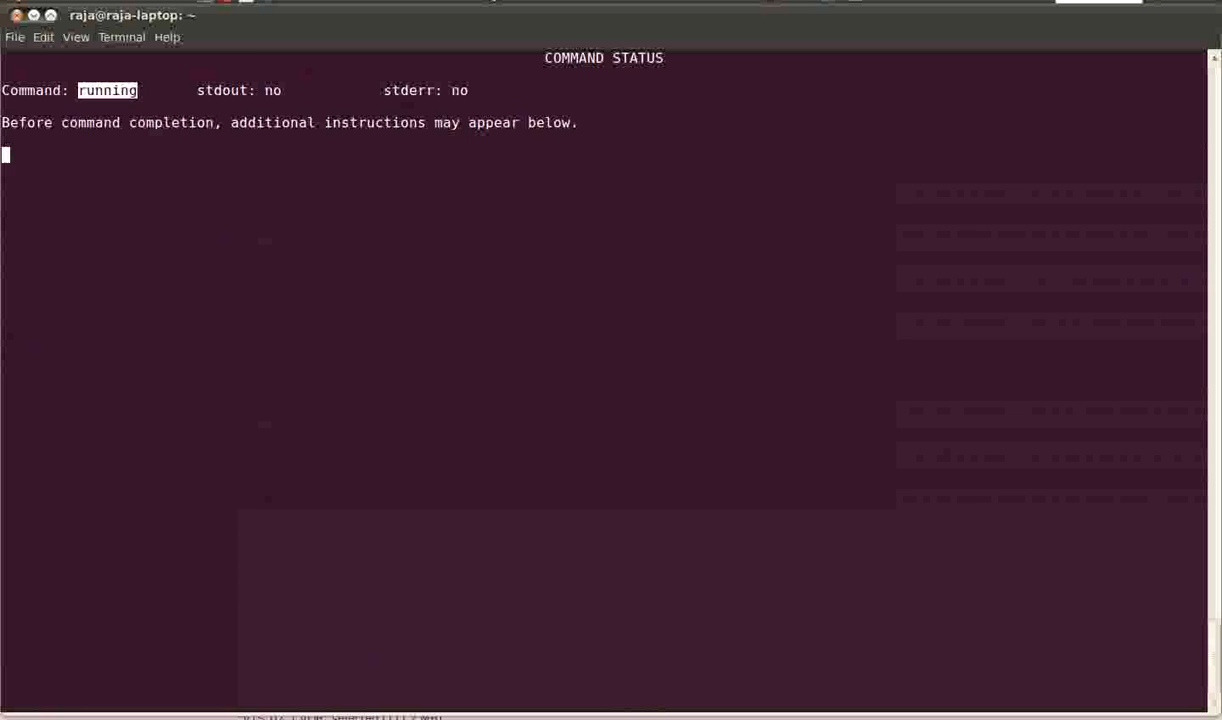 raja@raja-laptop: ~
File Edit View Terminal Help
COMMAND STATUS
Command: running stdout: no stderr: no
Before command completion, additional instructions may appear below.